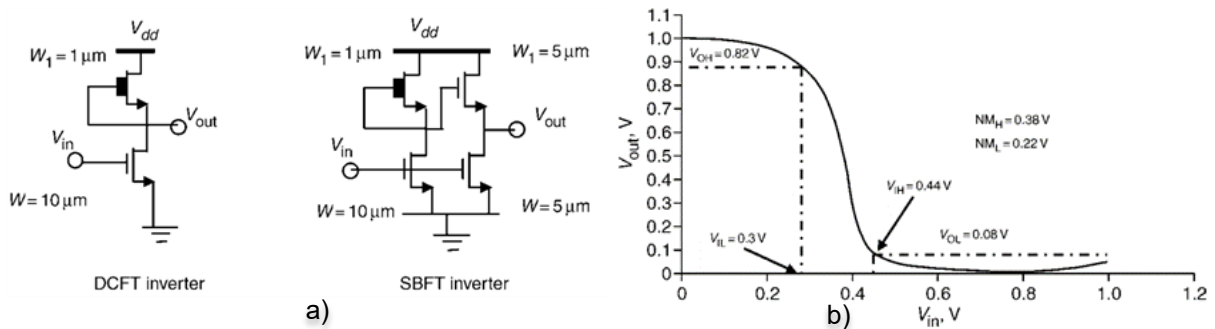 V_dd
W₁ = 1 μm
V_out
V_in
W = 10 μm
DCFT inverter
V_dd
W₁ = 1 μm
W₁ = 5 μm
V_out
V_in
W = 10 μm
W = 5 μm
SBFT inverter
a)
1.1
1.0
0.9
0.8
0.7
0.6
0.5
0.4
0.3
0.2
0.1
0
V_out, V
V_OH = 0.82 V
NM_H = 0.38 V
NM_L = 0.22 V
V_IH = 0.44 V
V_IL = 0.3 V
V_OL = 0.08 V
0
0.2
0.4
0.6
0.8
1.0
1.2
b)
V_in, V